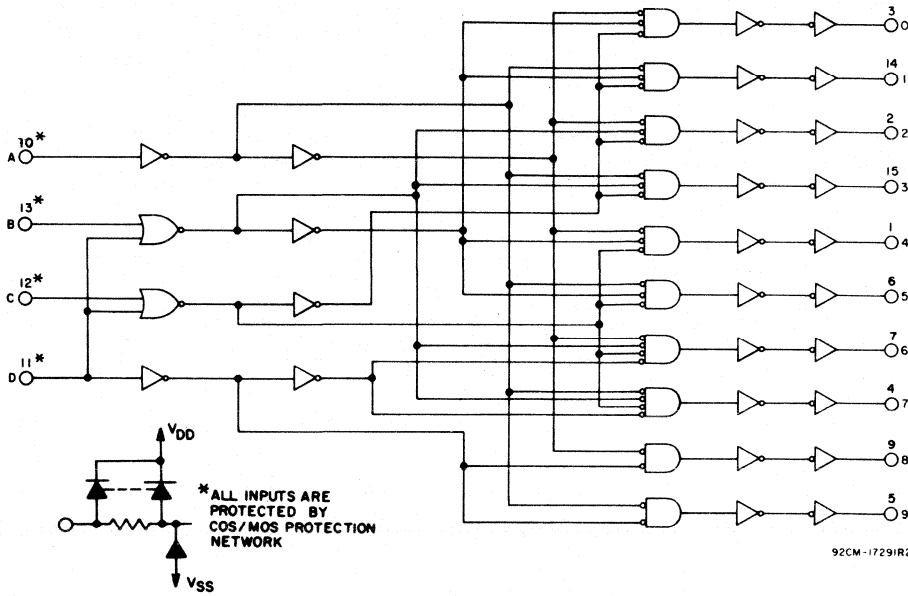 3
0
14
1
2
2
15
3
1
4
6
5
7
6
4
7
9
8
5
9
A 10*
B 13*
C 12*
D 11*
VDD
*ALL INPUTS ARE
PROTECTED BY
COS/MOS PROTECTION
NETWORK
VSS
92CM-17291R2